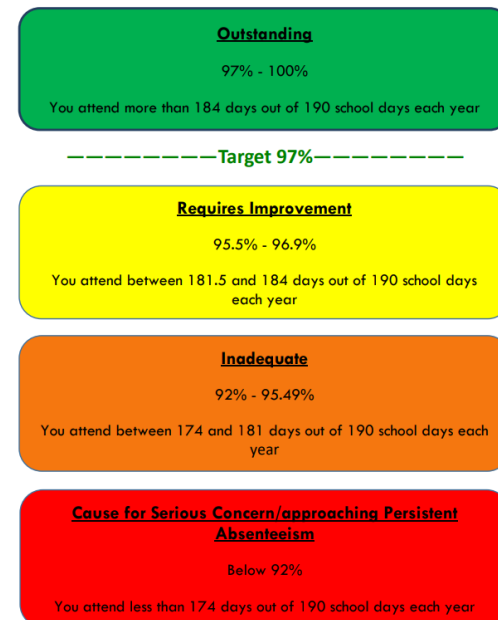 Outstanding
97% - 100%
You attend more than 184 days out of 190 school days each year
————————Target 97%————————
Requires Improvement
95.5% - 96.9%
You attend between 181.5 and 184 days out of 190 school days
each year
Inadequate
92% - 95.49%
You attend between 174 and 181 days out of 190 school days each
year
Cause for Serious Concern/approaching Persistent
Absenteeism
Below 92%
You attend less than 174 days out of 190 school days each year